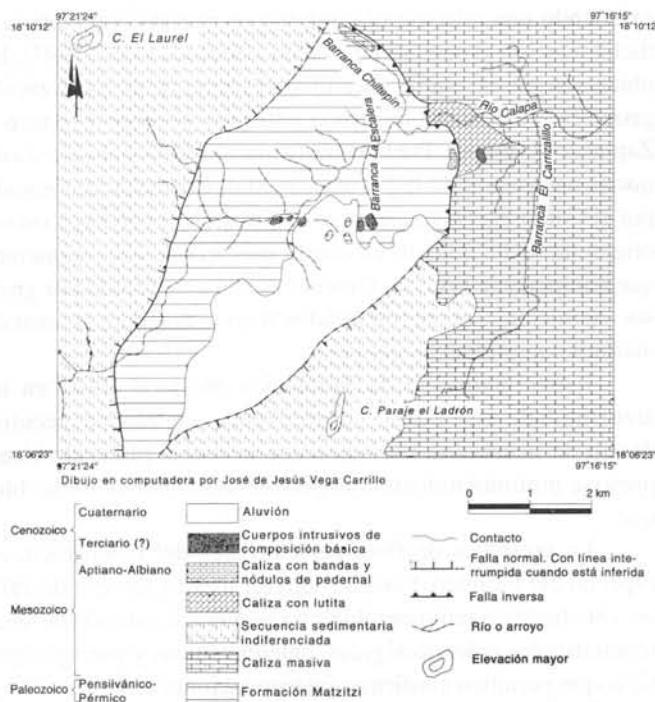 97°21'24"
97°16'15"
18°10'12"
18°10'12"
C. El Laurel
Barranca Chiltepín
Río Calapa
Barranca La Escalera
Barranca El Carrizalillo
C. Paraje el Ladrón
18°06'23"
18°06'23"
97°21'24"
97°16'15"
Dibujo en computadora por José de Jesús Vega Carrillo
0 1 2 km
Cenozoico
Cuaternario
Aluvión
Terciario (?)
Cuerpos intrusivos de
composición básica
Mesozoico
Aptiano-Albiano
Caliza con bandas y
nódulos de pedernal
Caliza con lutita
Secuencia sedimentaria
indiferenciada
Caliza masiva
Paleozoico
Pensilvánico-
Pérmico
Formación Matzitzi
Contacto
Falla normal. Con línea inte-
rrumpida cuando está inferida
Falla inversa
Río o arroyo
Elevación mayor